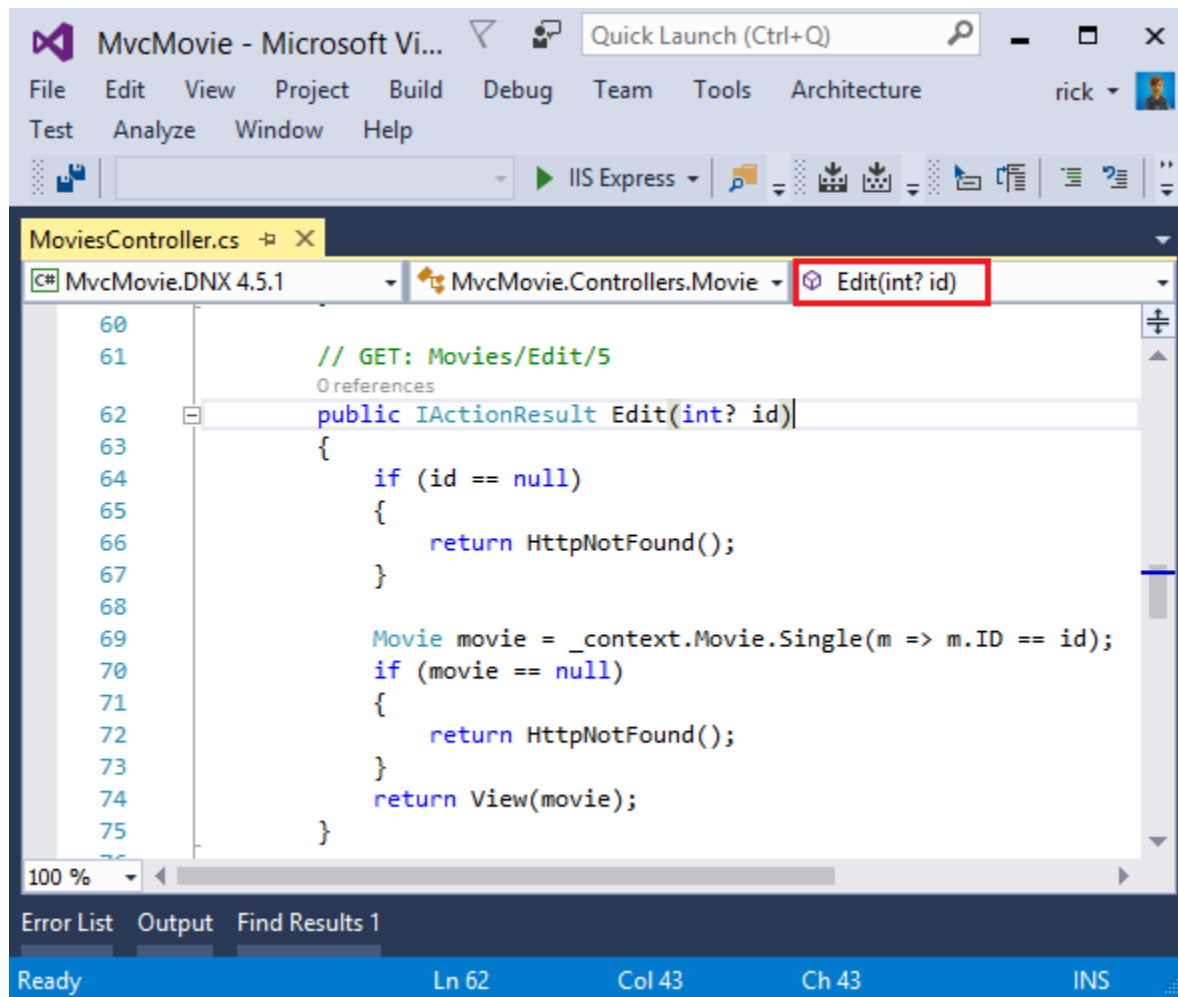 MvcMovie - Microsoft Vi... Quick Launch (Ctrl+Q)
File Edit View Project Build Debug Team Tools Architecture rick
Test Analyze Window Help
IIS Express
MoviesController.cs
C# MvcMovie.DNX 4.5.1 MvcMovie.Controllers.Movie Edit(int? id)
60
61 // GET: Movies/Edit/5
0 references
62 public IActionResult Edit(int? id)
63 {
64 if (id == null)
65 {
66 return HttpNotFound();
67 }
68
69 Movie movie = _context.Movie.Single(m => m.ID == id);
70 if (movie == null)
71 {
72 return HttpNotFound();
73 }
74 return View(movie);
75 }
100 %
Error List Output Find Results 1
Ready Ln 62 Col 43 Ch 43 INS